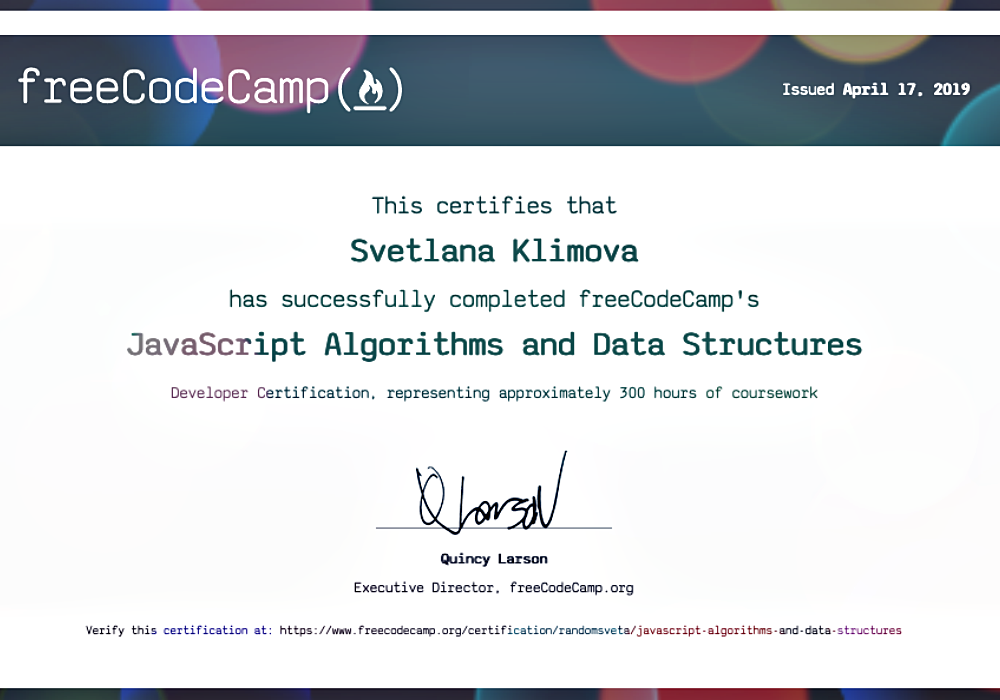 freeCodeCamp(🔥)
Issued April 17, 2019
This certifies that
Svetlana Klimova
has successfully completed freeCodeCamp's
JavaScript Algorithms and Data Structures
Developer Certification, representing approximately 300 hours of coursework
Q Larson
Quincy Larson
Executive Director, freeCodeCamp.org
Verify this certification at: https://www.freecodecamp.org/certification/randomsveta/javascript-algorithms-and-data-structures